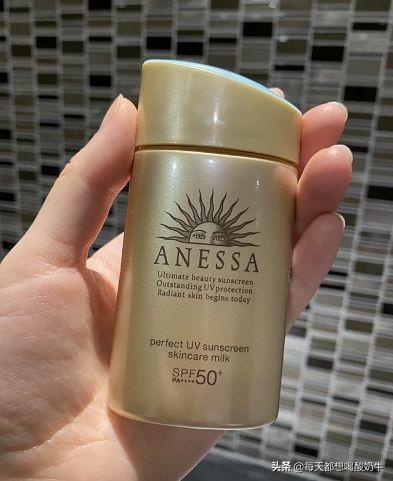 ANESSA
Ultimate beauty sunscreen
Outstanding UV protection
Radiant skin begins today
perfect UV sunscreen
skincare milk
SPF50+
PA++++
头条 @每天都想喝酸奶牛